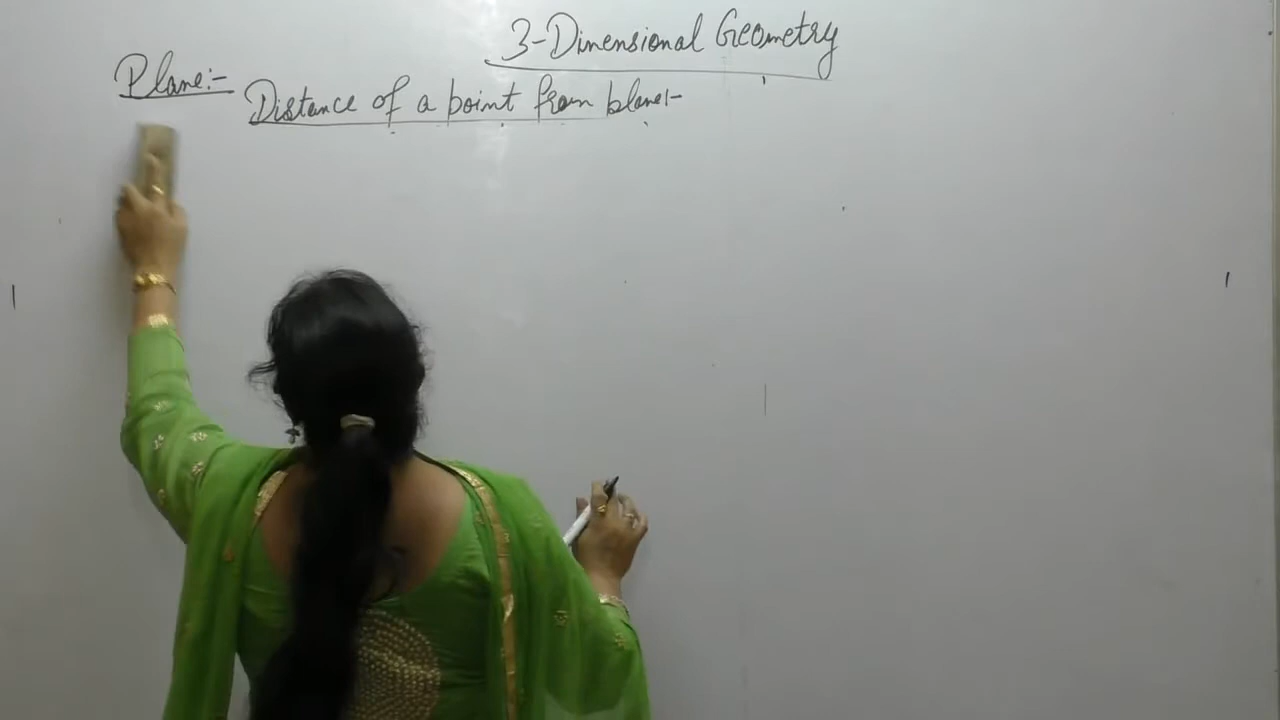 3-Dimensional Geometry
Plane:-
Distance of a point from plane:-